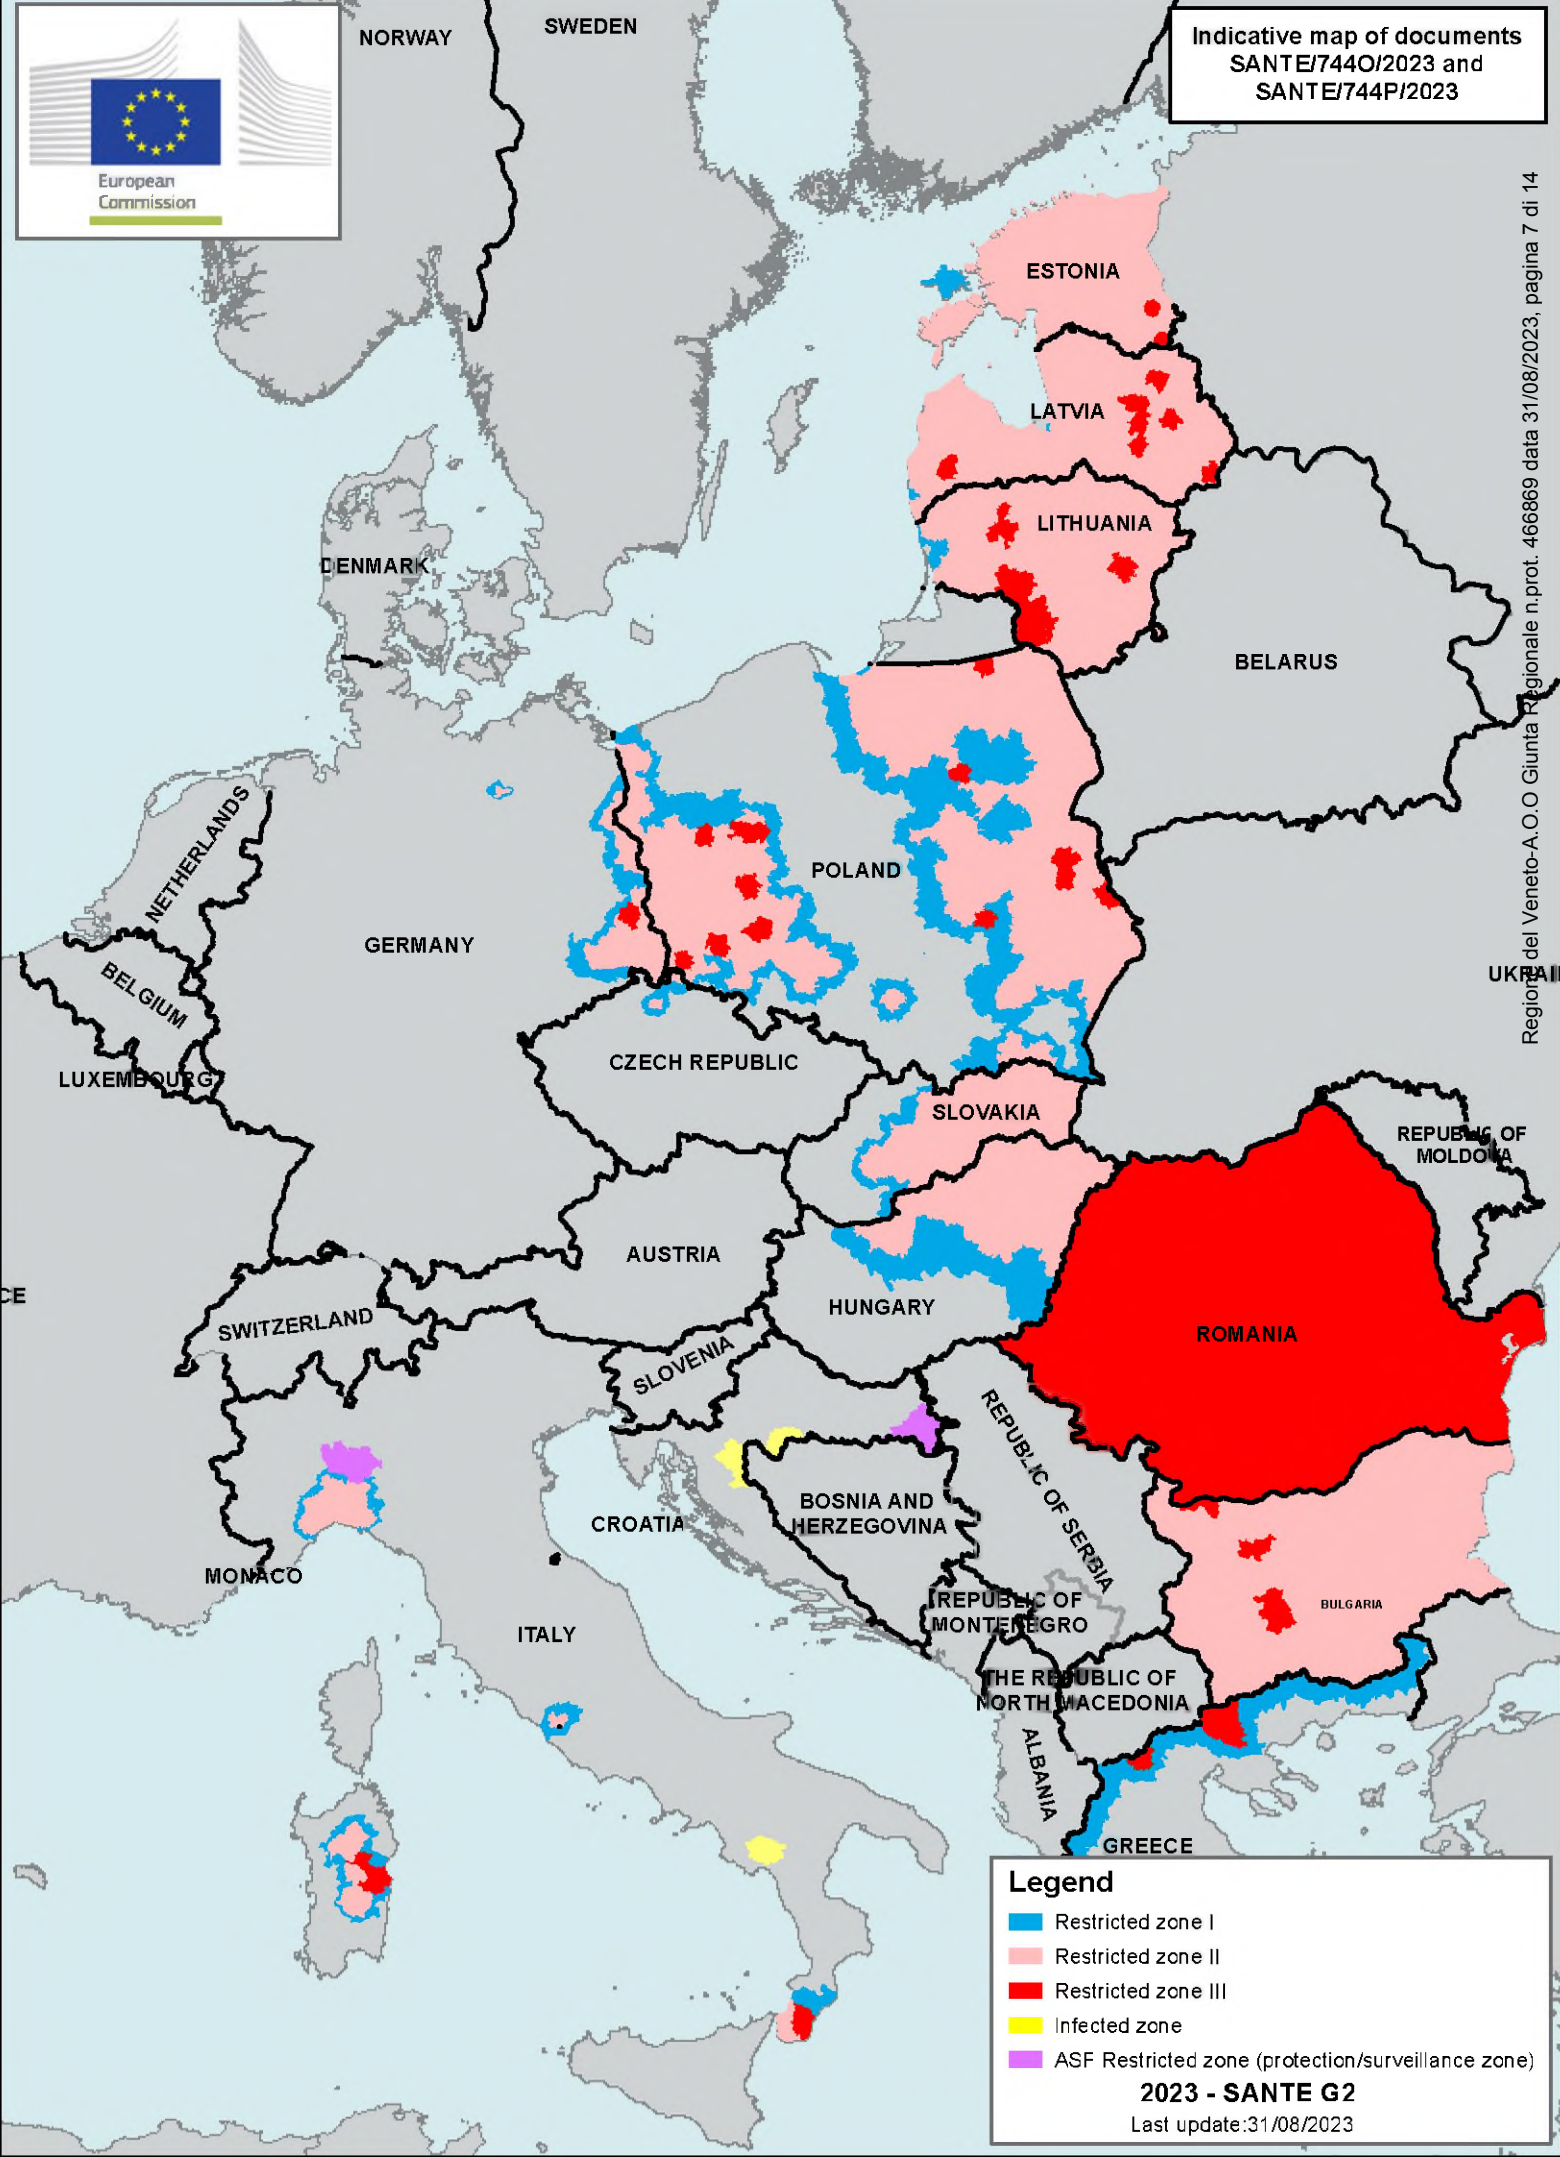 European
Commission
NORWAY
SWEDEN
Indicative map of documents
SANTE/744O/2023 and
SANTE/744P/2023
Regione del Veneto-A.O.O Giunta Regionale n.prot. 466869 data 31/08/2023, pagina 7 di 14
ESTONIA
LATVIA
LITHUANIA
DENMARK
BELARUS
NETHERLANDS
POLAND
GERMANY
BELGIUM
UKRAI
LUXEMBOURG
CZECH REPUBLIC
SLOVAKIA
REPUBLIC OF
MOLDOVA
AUSTRIA
CE
HUNGARY
SWITZERLAND
ROMANIA
SLOVENIA
REPUBLIC OF SERBIA
BOSNIA AND
HERZEGOVINA
CROATIA
MONACO
REPUBLIC OF
MONTENEGRO
BULGARIA
ITALY
THE REPUBLIC OF
NORTH MACEDONIA
ALBANIA
GREECE
Legend
Restricted zone I
Restricted zone II
Restricted zone III
Infected zone
ASF Restricted zone (protection/surveillance zone)
2023 - SANTE G2
Last update:31/08/2023